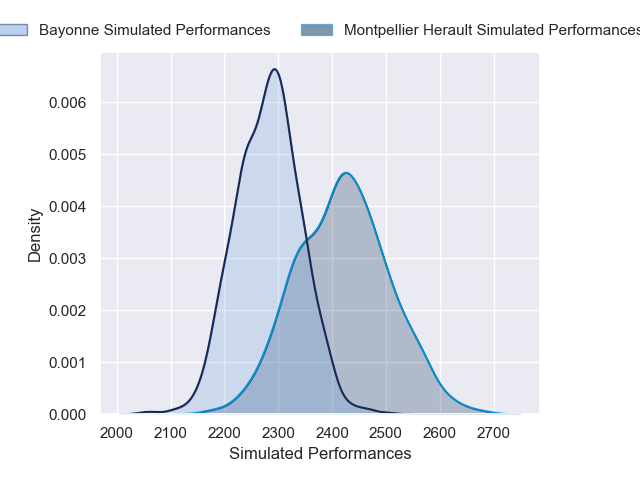 Bayonne Simulated Performances Montpellier Herault Simulated Performances
0.006
0.005
0.004
0.003
0.002
0.001
0.000
Density
2000 2100 2200 2300 2400 2500 2600 2700
Simulated Performances